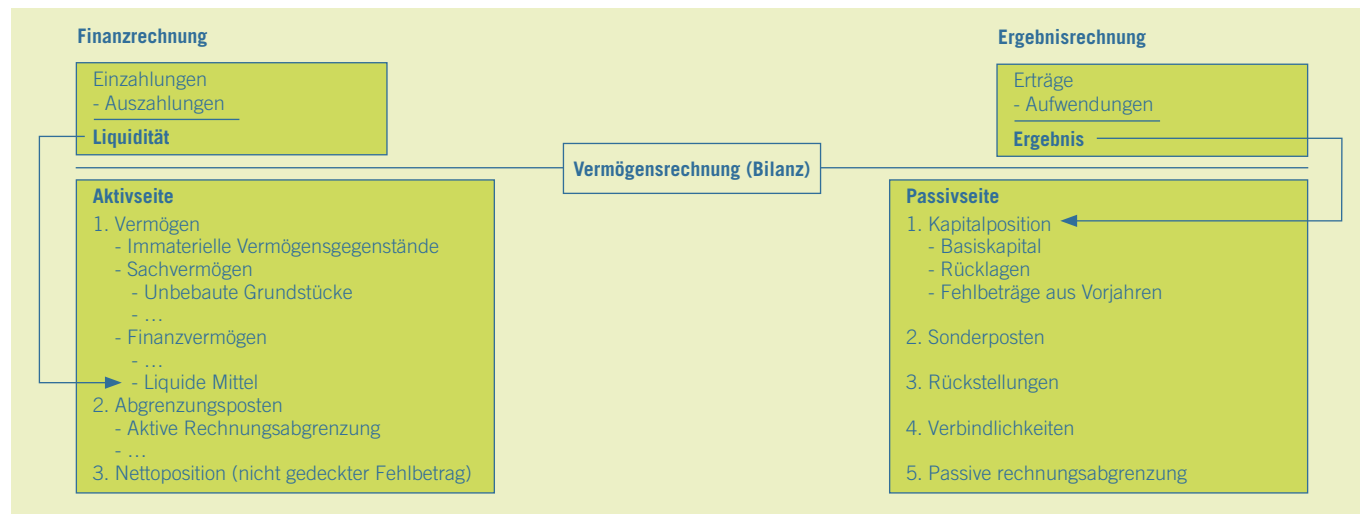 Finanzrechnung
Einzahlungen
- Auszahlungen
Liquidität
Ergebnisrechnung
Erträge
- Aufwendungen
Ergebnis
Vermögensrechnung (Bilanz)
Aktivseite
1. Vermögen
- Immaterielle Vermögensgegenstände
- Sachvermögen
- Unbebaute Grundstücke
- …
- Finanzvermögen
- …
- Liquide Mittel
2. Abgrenzungsposten
- Aktive Rechnungsabgrenzung
- …
3. Nettoposition (nicht gedeckter Fehlbetrag)
Passivseite
1. Kapitalposition
- Basiskapital
- Rücklagen
- Fehlbeträge aus Vorjahren
2. Sonderposten
3. Rückstellungen
4. Verbindlichkeiten
5. Passive rechnungsabgrenzung